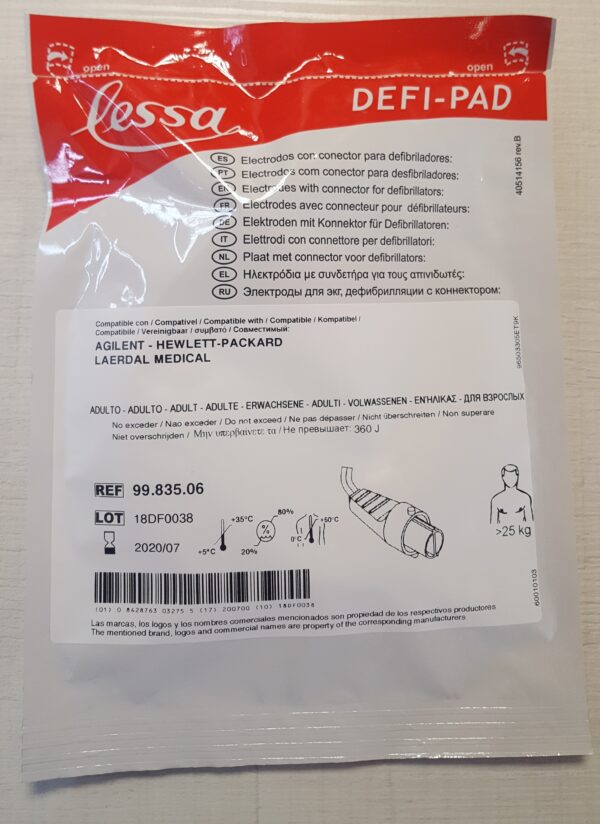 open
open
lessa
DEFI-PAD
40514156 rev.B
ES Electrodos con conector para defibriladores:
PT Electrodos com conector para desfibriladores:
EN Electrodes with connector for defibrillators:
FR Electrodes avec connecteur pour défibrillateurs:
DE Elektroden mit Konnektor für Defibrillatoren:
IT Elettrodi con connettore per defibrillatori:
NL Plaat met connector voor defibrillators:
EL Ηλεκτρόδια με συνδετήρα για τους απινιδωτές:
RU Электроды для экг, дефибрилляции с коннектором:
96503305ET9K
Compatible con / Compativel / Compatible with / Compatible / Kompatibel /
Compatibile / Vereinigbaar / συμβατό / Совместимый:
AGILENT - HEWLETT-PACKARD
LAERDAL MEDICAL
ADULTO - ADULTO - ADULT - ADULTE - ERWACHSENE - ADULTI - VOLWASSENEN - ΕΝΉΛΙΚΑΣ - ДЛЯ ВЗРОСЛЫХ
No exceder / Nao exceder / Do not exceed / Ne pas dépasser / Nicht überschreiten / Non superare
Niet overschrijden / Μην υπερβαίνετε τα / Не превышает: 360 J
REF 99.835.06
LOT 18DF0038
2020/07
+5°C
+35°C
20%
80%
%
0°C
+50°C
>25 kg
60010103
(01) 0 8428763 03275 5 (17) 200700 (10) 18DF0038
Las marcas, los logos y los nombres comerciales mencionados son propiedad de los respectivos productores
The mentioned brand, logos and commercial names are property of the corresponding manufacturers